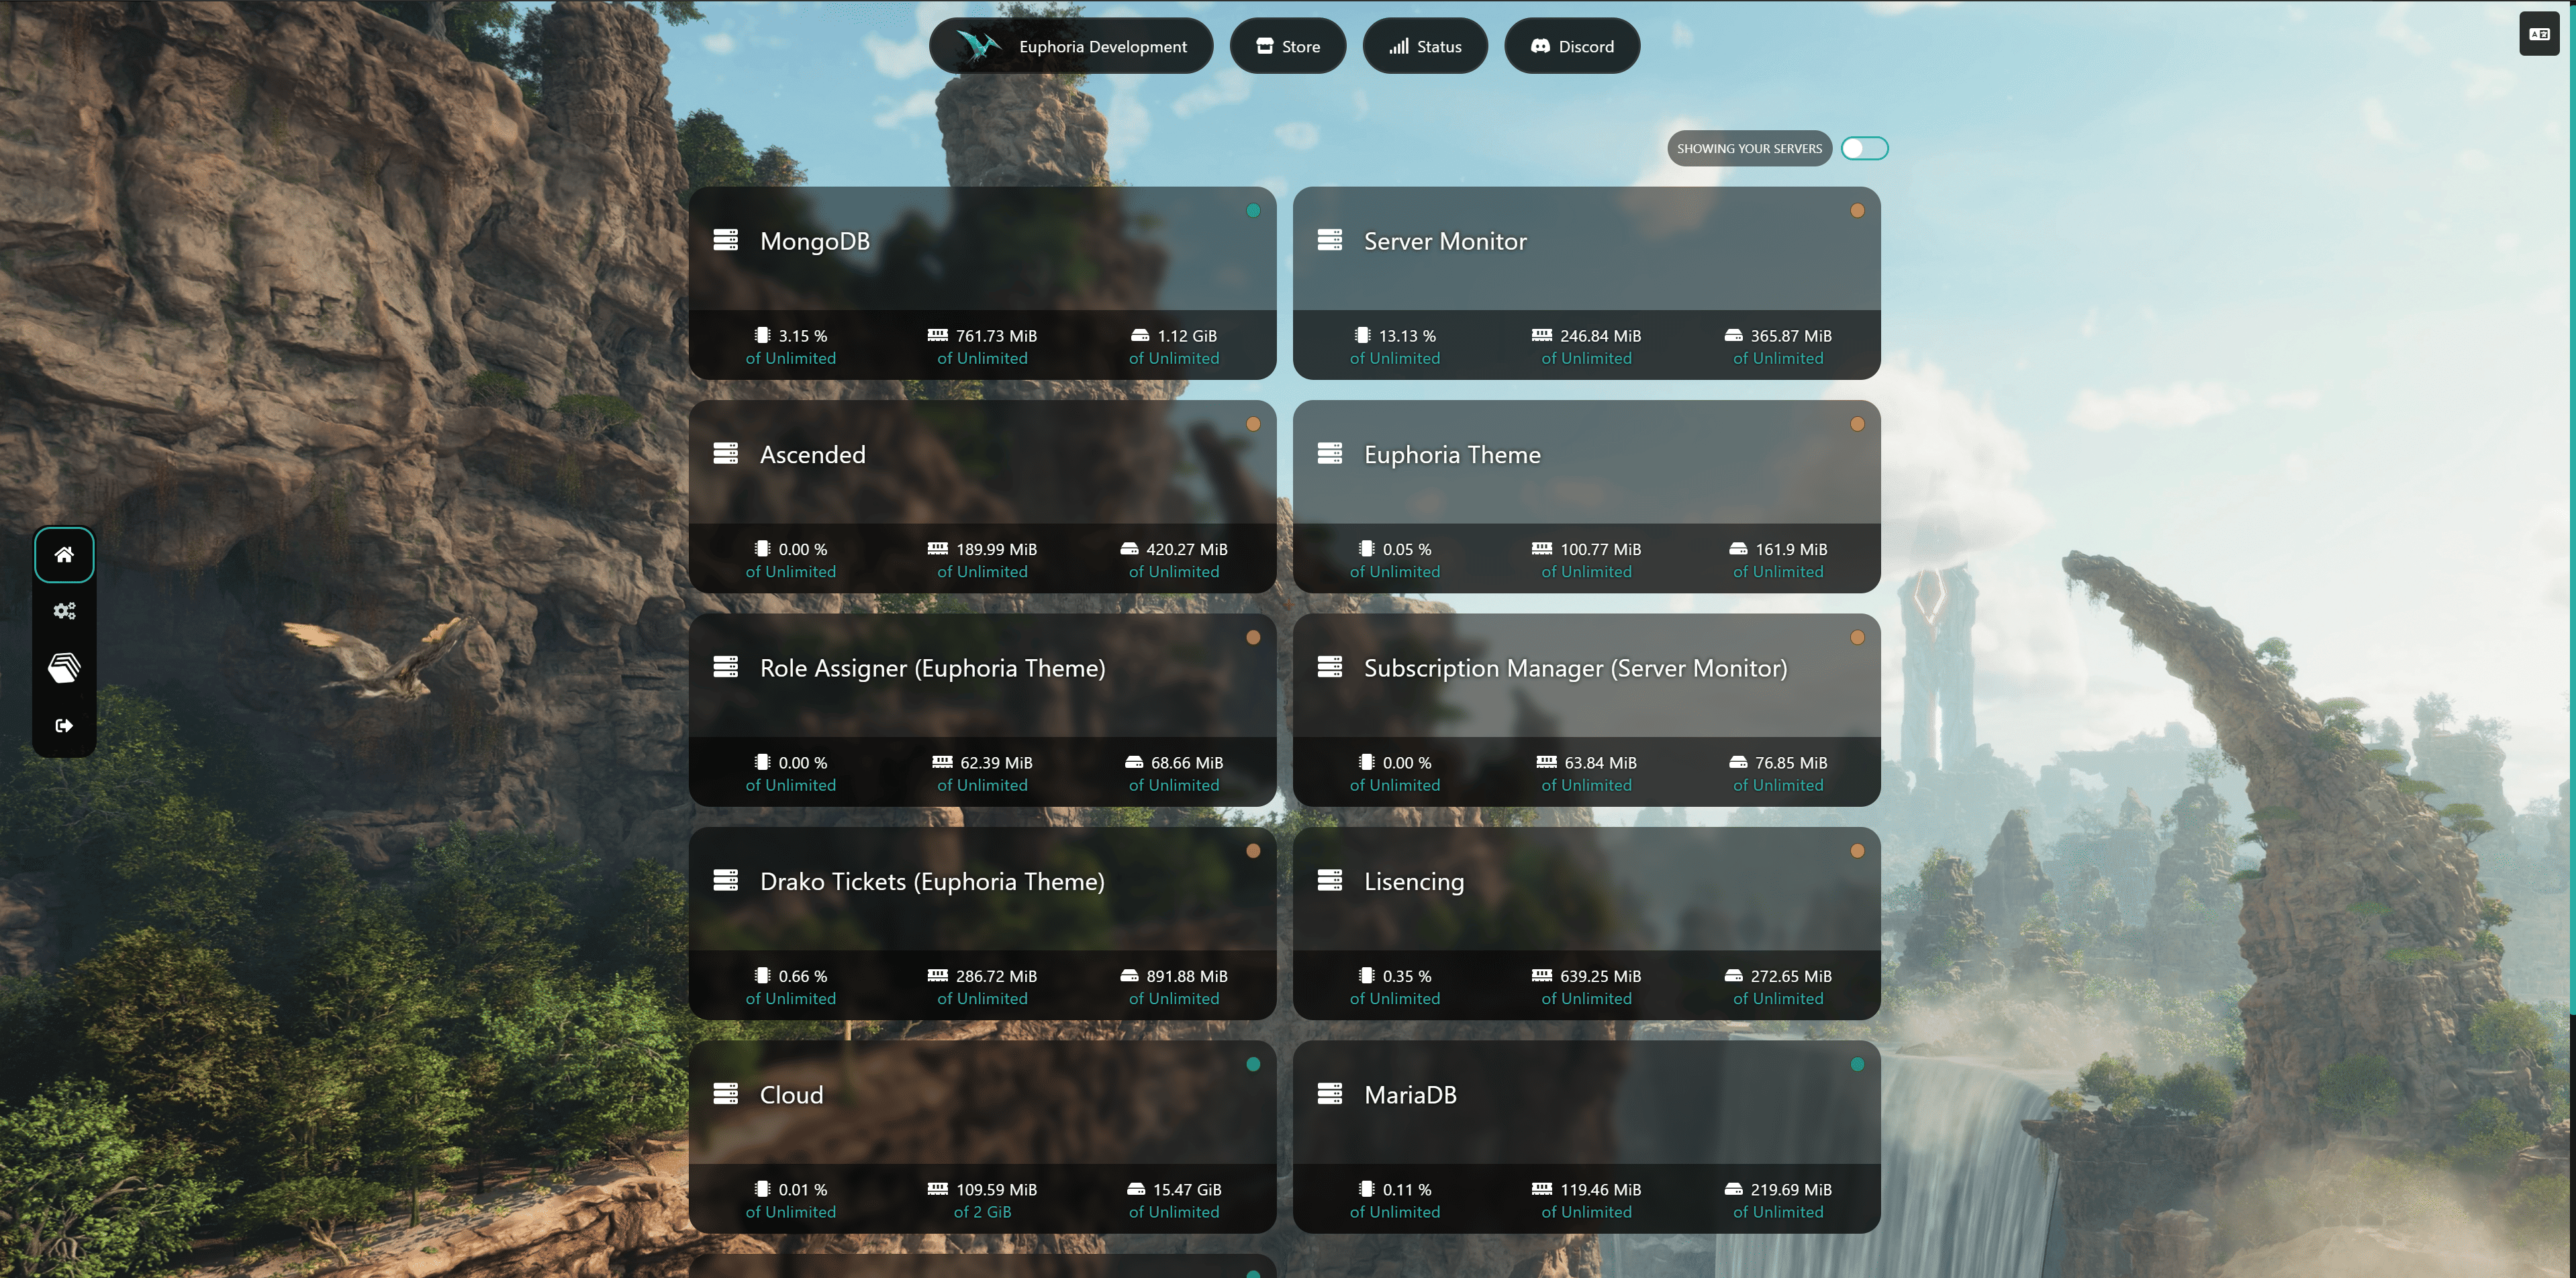 Euphoria Development
Store
Status
Discord
SHOWING YOUR SERVERS
MongoDB
3.15 %
of Unlimited
761.73 MiB
of Unlimited
1.12 GiB
of Unlimited
Server Monitor
13.13 %
of Unlimited
246.84 MiB
of Unlimited
365.87 MiB
of Unlimited
Ascended
0.00 %
of Unlimited
189.99 MiB
of Unlimited
420.27 MiB
of Unlimited
Euphoria Theme
0.05 %
of Unlimited
100.77 MiB
of Unlimited
161.9 MiB
of Unlimited
Role Assigner (Euphoria Theme)
0.00 %
of Unlimited
62.39 MiB
of Unlimited
68.66 MiB
of Unlimited
Subscription Manager (Server Monitor)
0.00 %
of Unlimited
63.84 MiB
of Unlimited
76.85 MiB
of Unlimited
Drako Tickets (Euphoria Theme)
0.66 %
of Unlimited
286.72 MiB
of Unlimited
891.88 MiB
of Unlimited
Lisencing
0.35 %
of Unlimited
639.25 MiB
of Unlimited
272.65 MiB
of Unlimited
Cloud
0.01 %
of Unlimited
109.59 MiB
of 2 GiB
15.47 GiB
of Unlimited
MariaDB
0.11 %
of Unlimited
119.46 MiB
of Unlimited
219.69 MiB
of Unlimited